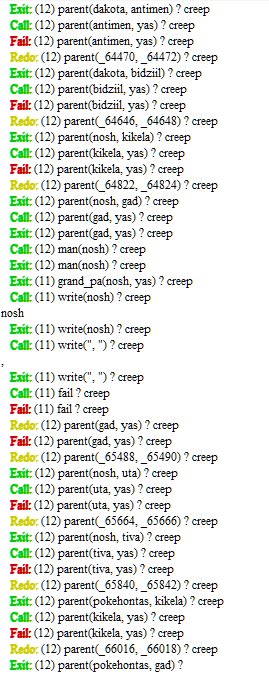 Exit: (12) parent(dakota, antimen) ? creep
Call: (12) parent(antimen, yas) ? creep
Fail: (12) parent(antimen, yas) ? creep
Redo: (12) parent(_64470, _64472) ? creep
Exit: (12) parent(dakota, bidziil) ? creep
Call: (12) parent(bidziil, yas) ? creep
Fail: (12) parent(bidziil, yas) ? creep
Redo: (12) parent(_64646, _64648) ? creep
Exit: (12) parent(nosh, kikela) ? creep
Call: (12) parent(kikela, yas) ? creep
Fail: (12) parent(kikela, yas) ? creep
Redo: (12) parent(_64822, _64824) ? creep
Exit: (12) parent(nosh, gad) ? creep
Call: (12) parent(gad, yas) ? creep
Exit: (12) parent(gad, yas) ? creep
Call: (12) man(nosh) ? creep
Exit: (12) man(nosh) ? creep
Exit: (11) grand_pa(nosh, yas) ? creep
Call: (11) write(nosh) ? creep
nosh
Exit: (11) write(nosh) ? creep
Call: (11) write(", ") ? creep
,
Exit: (11) write(", ") ? creep
Call: (11) fail ? creep
Fail: (11) fail ? creep
Redo: (12) parent(gad, yas) ? creep
Fail: (12) parent(gad, yas) ? creep
Redo: (12) parent(_65488, _65490) ? creep
Exit: (12) parent(nosh, uta) ? creep
Call: (12) parent(uta, yas) ? creep
Fail: (12) parent(uta, yas) ? creep
Redo: (12) parent(_65664, _65666) ? creep
Exit: (12) parent(nosh, tiva) ? creep
Call: (12) parent(tiva, yas) ? creep
Fail: (12) parent(tiva, yas) ? creep
Redo: (12) parent(_65840, _65842) ? creep
Exit: (12) parent(pokehontas, kikela) ? creep
Call: (12) parent(kikela, yas) ? creep
Fail: (12) parent(kikela, yas) ? creep
Redo: (12) parent(_66016, _66018) ? creep
Exit: (12) parent(pokehontas, gad) ?